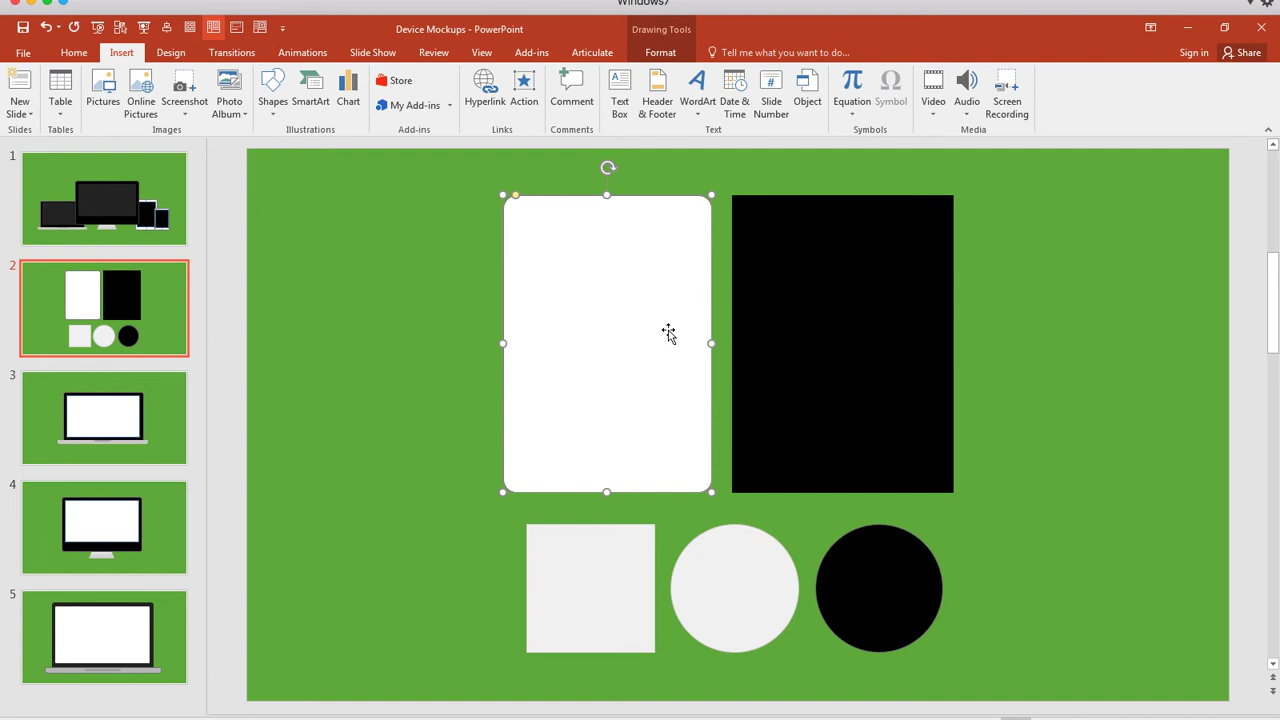 Windows7
Device Mockups - PowerPoint
Drawing Tools
File Home Insert Design Transitions Animations Slide Show Review View Add-ins Articulate Format Tell me what you want to do... Sign in Share
New Slide
Table
Pictures
Online Pictures
Screenshot
Photo Album
Shapes
SmartArt
Chart
Store
My Add-ins
Hyperlink
Action
Comment
Text Box
Header & Footer
WordArt
Date & Time
Slide Number
Object
Equation
Symbol
Video
Audio
Screen Recording
Slides Tables Images Illustrations Add-ins Links Comments Text Symbols Media
1
2
3
4
5